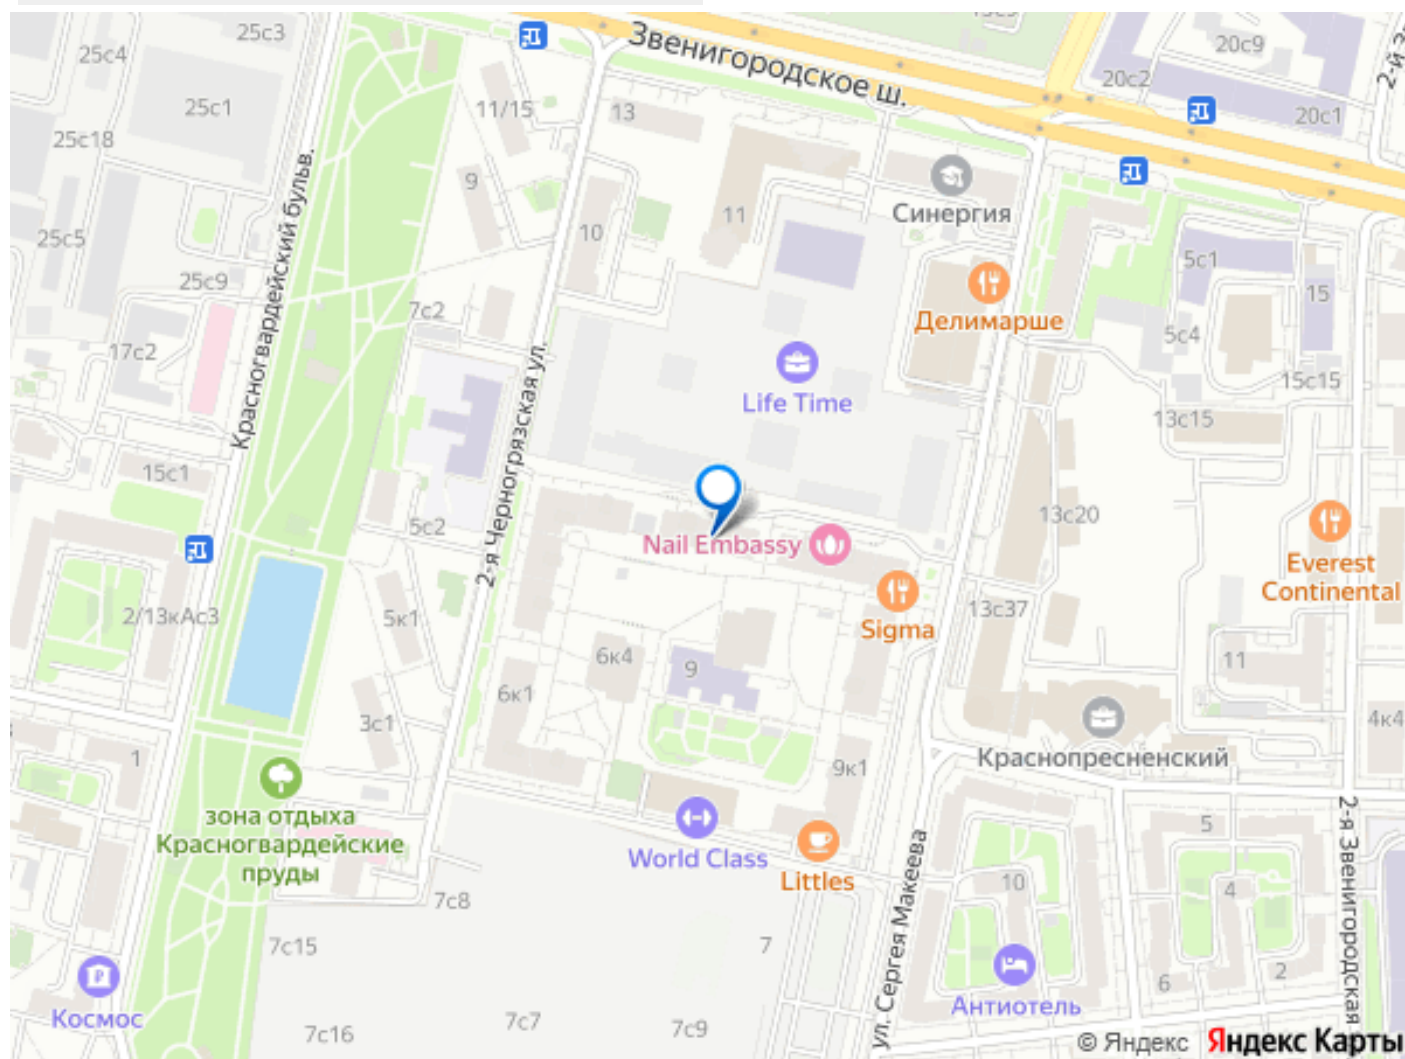 25с3
25с4
Звенигородское ш.
20с9
20с2
20с1
25с1
11/15
13
25с18
9
Синергия
11
10
25с5
Красногвардейский бульв.
5с1
25с9
15
7с2
Делимарше
5с4
17с2
2-я Черногрязская ул.
15с15
Life Time
13с15
15с1
5с2
13с20
Nail Embassy
Everest
Continental
2/13кАс3
5к1
13с37
Sigma
6к4
9
11
6к1
3с1
4к4
1
Краснопресненский
9к1
зона отдыха
Красногвардейские
пруды
World Class
Littles
ул. Сергея Макеева
5
2-я Звенигородская
10
4
7с8
7с15
7
6
2
Космос
Антиотель
7с16
7с7
7с9
© Яндекс Яндекс Карты